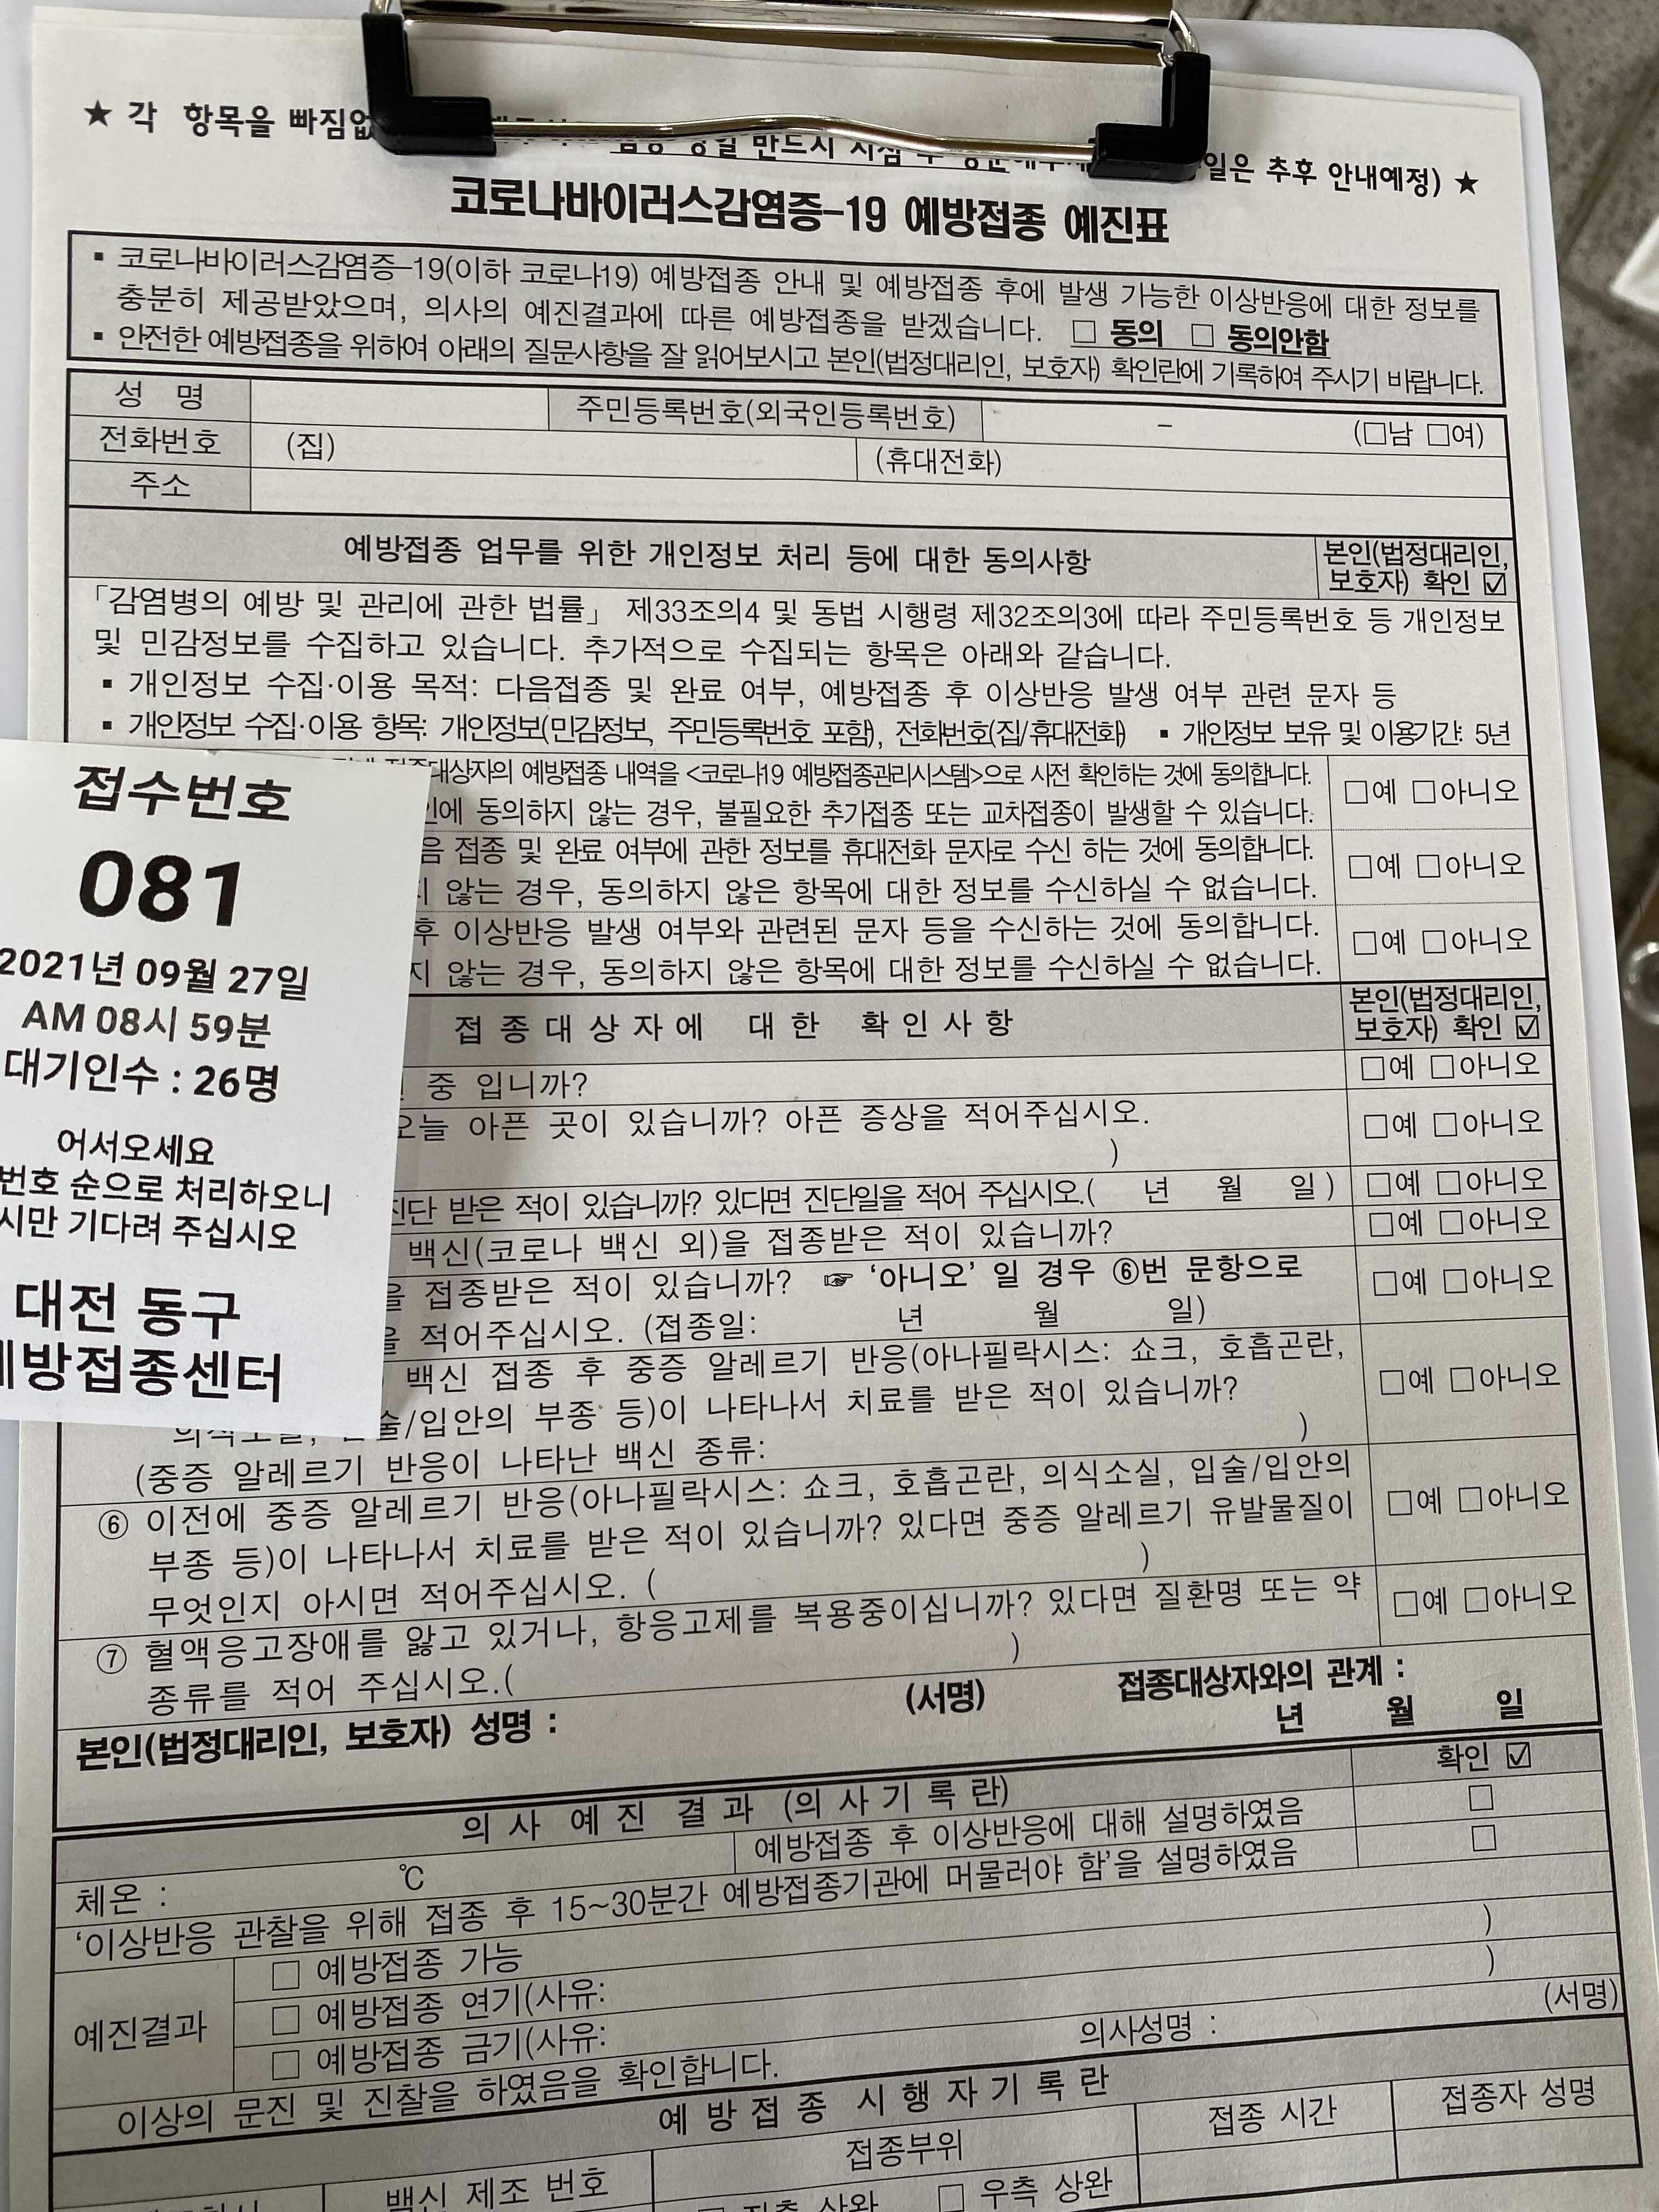 ★ 각 항목을 빠짐없
반드시
일은 추후 안내예정) ★
코로나바이러스감염증-19 예방접종 예진표
▪ 코로나바이러스감염증-19(이하 코로나19) 예방접종 안내 및 예방접종 후에 발생 가능한 이상반응에 대한 정보를
충분히 제공받았으며, 의사의 예진결과에 따른 예방접종을 받겠습니다. □ 동의 □ 동의안함
▪ 안전한 예방접종을 위하여 아래의 질문사항을 잘 읽어보시고 본인(법정대리인, 보호자) 확인란에 기록하여 주시기 바랍니다.
성 명 주민등록번호(외국인등록번호) - (□남 □여)
전화번호 (집) (휴대전화)
주소
예방접종 업무를 위한 개인정보 처리 등에 대한 동의사항 본인(법정대리인,
보호자) 확인 ☑
「감염병의 예방 및 관리에 관한 법률」 제33조의4 및 동법 시행령 제32조의3에 따라 주민등록번호 등 개인정보
및 민감정보를 수집하고 있습니다. 추가적으로 수집되는 항목은 아래와 같습니다.
▪ 개인정보 수집·이용 목적: 다음접종 및 완료 여부, 예방접종 후 이상반응 발생 여부 관련 문자 등
▪ 개인정보 수집·이용 항목: 개인정보(민감정보, 주민등록번호 포함), 전화번호(집/휴대전화) ▪ 개인정보 보유 및 이용기간: 5년
접종대상자의 예방접종 내역을 <코로나19 예방접종관리시스템>으로 사전 확인하는 것에 동의합니다. □예 □아니오
인에 동의하지 않는 경우, 불필요한 추가접종 또는 교차접종이 발생할 수 있습니다.
음 접종 및 완료 여부에 관한 정보를 휴대전화 문자로 수신 하는 것에 동의합니다. □예 □아니오
지 않는 경우, 동의하지 않은 항목에 대한 정보를 수신하실 수 없습니다.
후 이상반응 발생 여부와 관련된 문자 등을 수신하는 것에 동의합니다. □예 □아니오
지 않는 경우, 동의하지 않은 항목에 대한 정보를 수신하실 수 없습니다.
접종대상자에 대한 확인사항 본인(법정대리인,
보호자) 확인 ☑
중 입니까? □예 □아니오
오늘 아픈 곳이 있습니까? 아픈 증상을 적어주십시오. □예 □아니오
)
진단 받은 적이 있습니까? 있다면 진단일을 적어 주십시오.( 년 월 일) □예 □아니오
백신(코로나 백신 외)을 접종받은 적이 있습니까? □예 □아니오
을 접종받은 적이 있습니까? ☞ ‘아니오’ 일 경우 ⑥번 문항으로 □예 □아니오
을 적어주십시오. (접종일: 년 월 일)
백신 접종 후 중증 알레르기 반응(아나필락시스: 쇼크, 호흡곤란, □예 □아니오
의식소실, 입술/입안의 부종 등)이 나타나서 치료를 받은 적이 있습니까?
(중증 알레르기 반응이 나타난 백신 종류: )
⑥ 이전에 중증 알레르기 반응(아나필락시스: 쇼크, 호흡곤란, 의식소실, 입술/입안의 □예 □아니오
부종 등)이 나타나서 치료를 받은 적이 있습니까? 있다면 중증 알레르기 유발물질이
무엇인지 아시면 적어주십시오. ( )
⑦ 혈액응고장애를 앓고 있거나, 항응고제를 복용중이십니까? 있다면 질환명 또는 약 □예 □아니오
종류를 적어 주십시오.( )
본인(법정대리인, 보호자) 성명 : (서명) 접종대상자와의 관계 :
년 월 일
의사 예진 결과 (의사기록란) 확인 ☑
체온 : ℃ 예방접종 후 이상반응에 대해 설명하였음 □
‘이상반응 관찰을 위해 접종 후 15~30분간 예방접종기관에 머물러야 함’을 설명하였음 □
예진결과 □ 예방접종 가능
□ 예방접종 연기(사유: )
□ 예방접종 금기(사유: )
이상의 문진 및 진찰을 하였음을 확인합니다. 의사성명 : (서명)
예방접종 시행자기록란
백신 제조 번호 접종부위 접종 시간 접종자 성명
□ 우측 상완
접수번호
081
2021년 09월 27일
AM 08시 59분
대기인수 : 26명
어서오세요
번호 순으로 처리하오니
시만 기다려 주십시오
대전 동구
예방접종센터